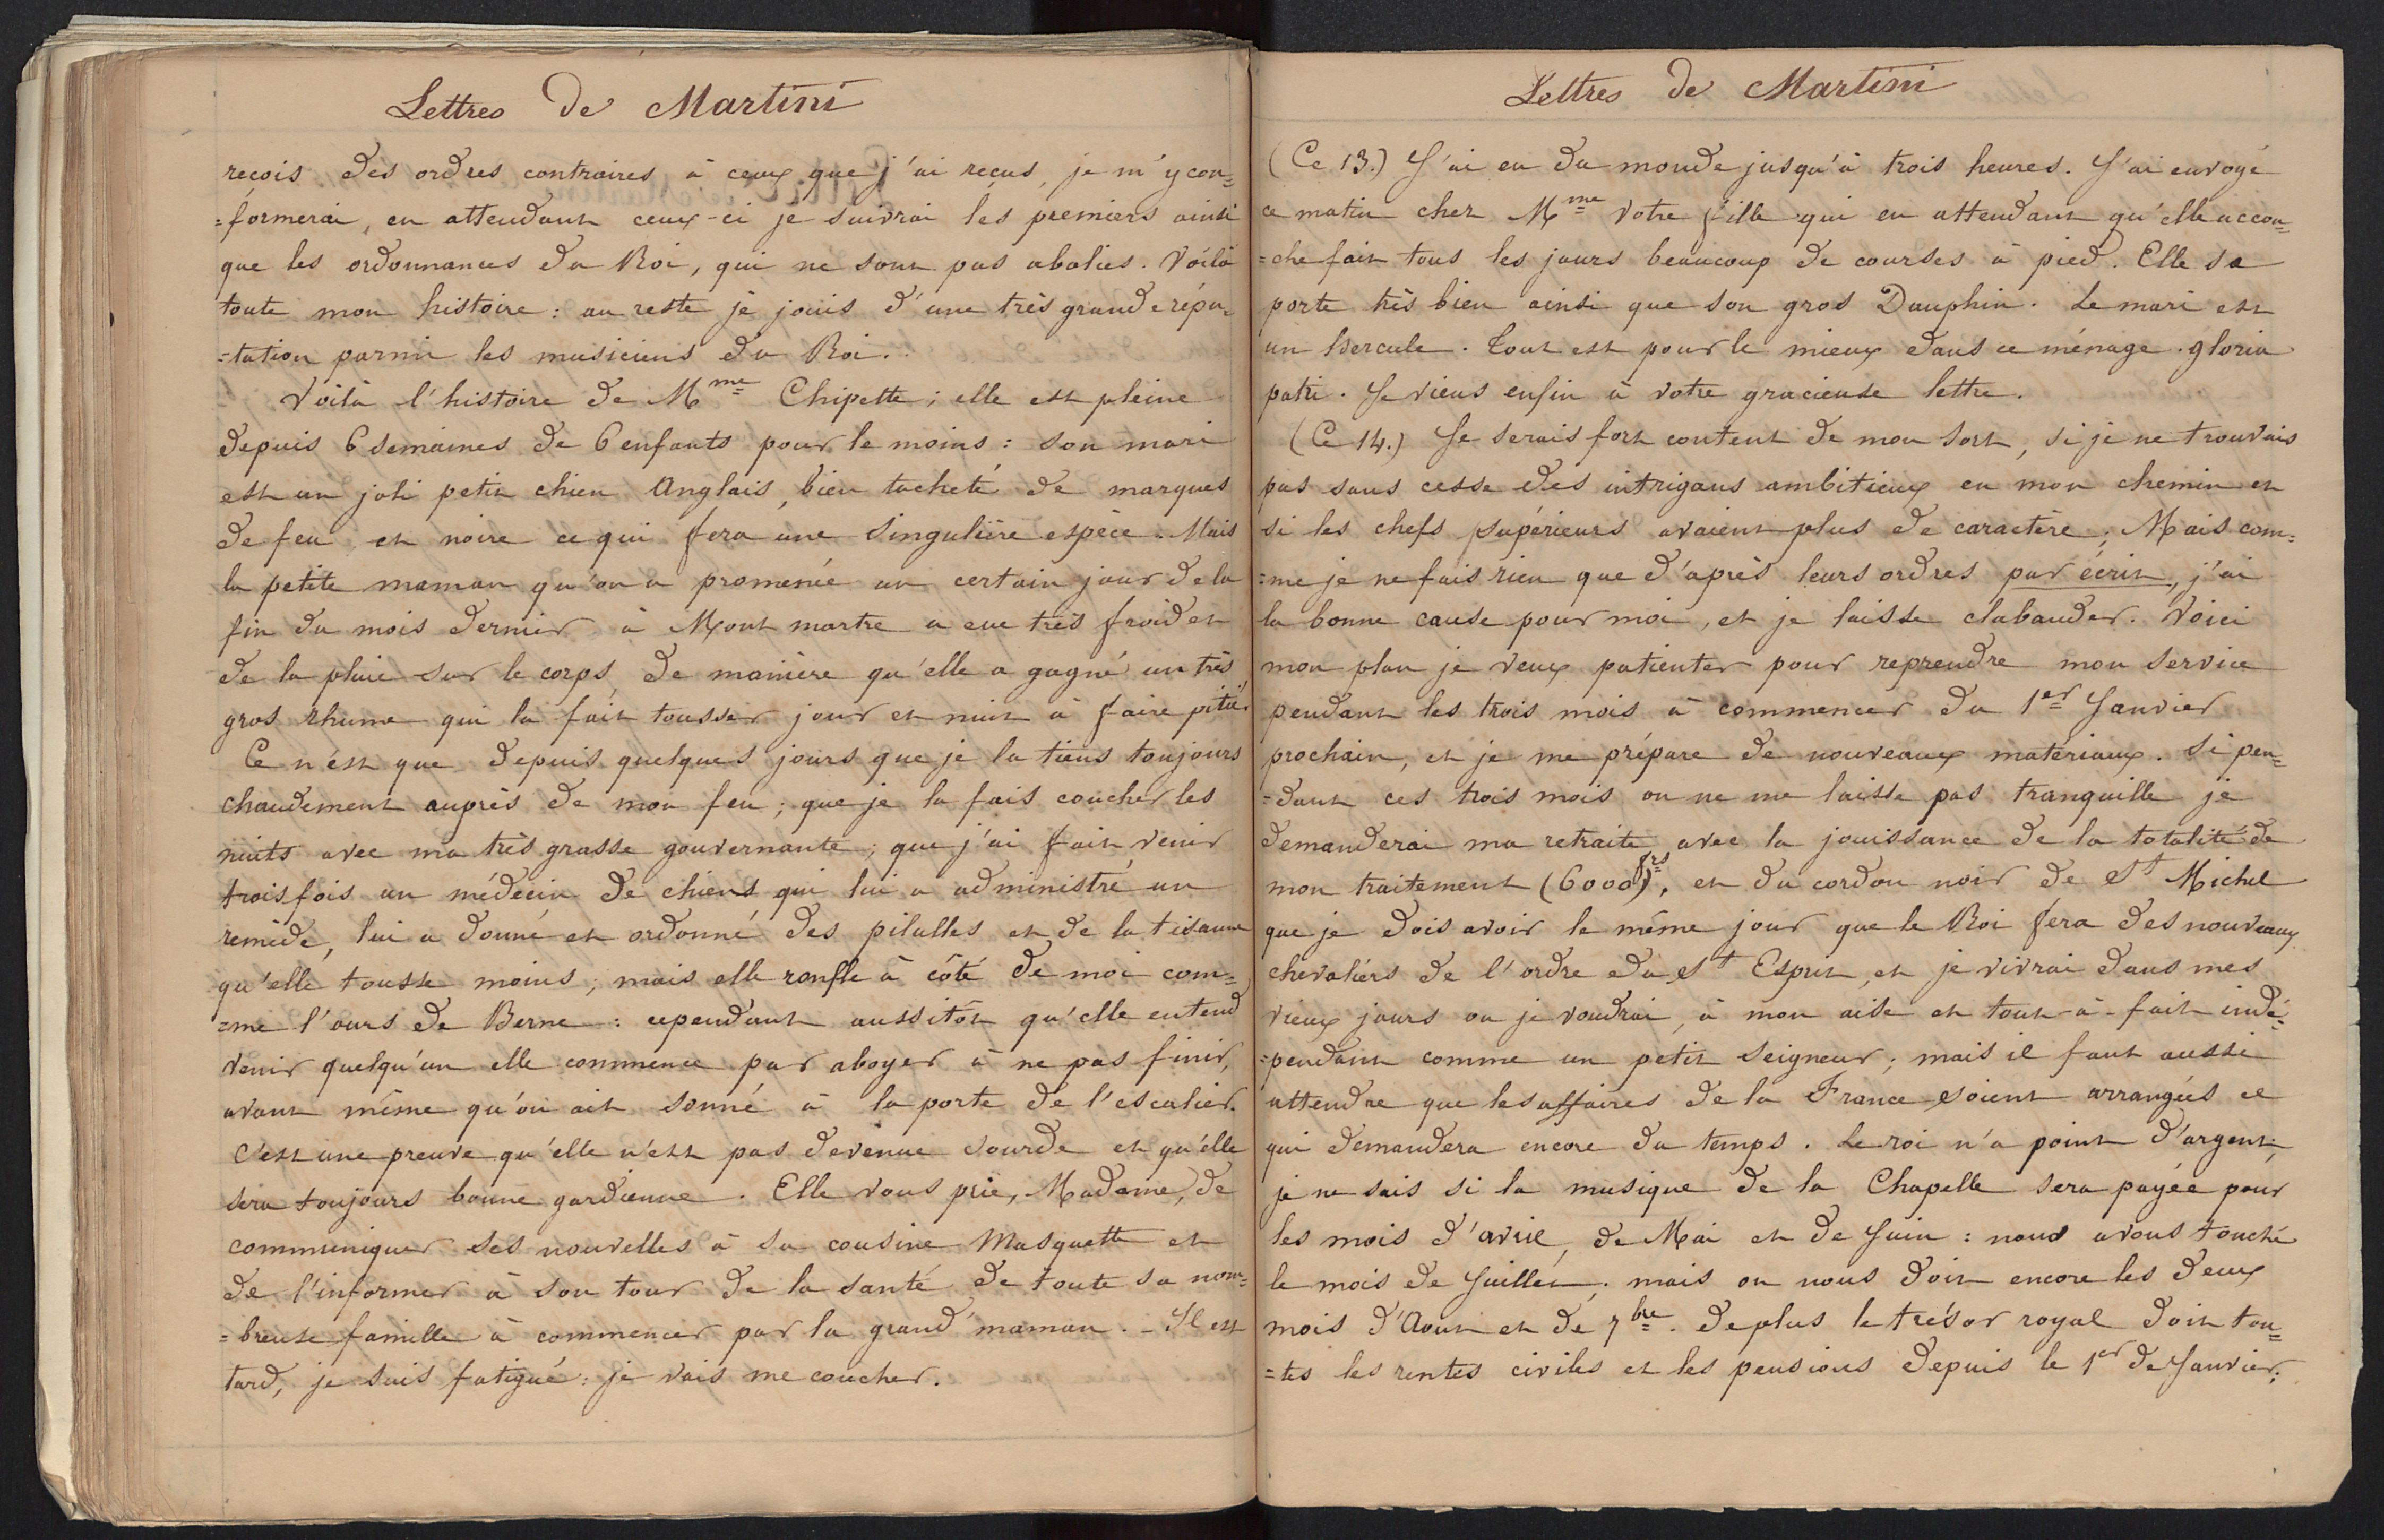 Lettres de Martini
reçois des ordres contraires à ceux que j'ai reçus, je m'y con=
=formerai, en attendant ceux-ci je suivrai les premiers ainsi
que les ordonnances du Roi, qui ne sont pas abolies. Voilà
toute mon histoire : au reste je jouis d'une très grande répu=
=tation parmi les musiciens du Roi.
Voilà l'histoire de Mme Chipette ; elle est pleine
depuis 6 semaines de 6 enfants pour le moins : son mari
est un joli petit chien Anglais, bien tacheté de marques
de feu et noire ce qui fera une singulière espèce. Mais
la petite maman qu'on a promenée un certain jour de la
fin du mois dernier à Mont martre a eue très froid et
de la pluie sur le corps, de manière qu'elle a gagné un très
gros rhume qui la fait tousser jour et nuit à faire pitié.
Ce n'est que depuis quelques jours que je la tiens toujours
chaudement auprès de mon feu ; que je la fais coucher les
nuits avec ma très grasse gouvernante ; que j'ai fait venir
trois fois un médecin de chiens qui lui a administré un
remède, lui a donné et ordonné des pilulles et de la tisanne
qu'elle tousse moins ; mais elle ronfle à côté de moi com=
=me l'ours de Berne : cependant aussitôt qu'elle entend
venir quelqu'un elle commence par aboyer à ne pas finir,
avant même qu'on ait sonné à la porte de l'escalier.
C'est une preuve qu'elle n'est pas devenue sourde et qu'elle
sera toujours bonne gardienne. Elle vous prie, Madame, de
communiquer ses nouvelles à sa cousine Masquette et
de l'informer à son tour de la santé de toute sa nom=
=breuse famille à commencer par la grand'maman. - Il est
tard, je suis fatigué : je vais me coucher.
Lettres de Martini
(Ce 13.) J'ai eu du monde jusqu'à trois heures. J'ai envoyé
ce matin chez Mme votre fille qui en attendant qu'elle accou=
=che fait tous les jours beaucoup de courses à pied. Elle se
porte très bien ainsi que son gros Dauphin. Le mari est
un Hercule. Tout est pour le mieux dans ce ménage. gloria
patri. Je viens enfin à votre gracieuse lettre.
(Ce 14.) Je serais fort content de mon sort, si je ne trouvais
pas sans cesse des intrigans ambitieux en mon chemin et
si les chefs supérieurs avaient plus de caractère ; Mais com=
=me je ne fais rien que d'après leurs ordres par écrit, j'ai
la bonne cause pour moi, et je laisse clabauder. Voici
mon plan je veux patienter pour reprendre mon service
pendant les trois mois à commencer du 1er Janvier
prochain, et je me prépare de nouveaux matériaux. Si pen=
=dant ces trois mois on ne me laisse pas tranquille je
demanderai ma retraite avec la jouissance de la totalité de
mon traitement (6000 frs), et du cordon noir de St Michel
que je dois avoir le même jour que le Roi fera des nouveaux
chevaliers de l'ordre du St Esprit, et je vivrai dans mes
vieux jours où je voudrai, à mon aise et tout-à-fait indé=
=pendant comme un petit Seigneur ; mais il faut aussi
attendre que les affaires de la France soient arrangées ce
qui demandera encore du temps. Le roi n'a point d'argent,
je ne sais si la musique de la Chapelle sera payée pour
les mois d'avril, de Mai et de Juin : nous avons touché
le mois de Juillet ; mais on nous doit encore les deux
mois d'Aout et de 7bre. De plus le trésor royal doit tou=
=tes les rentes civiles et les pensions depuis le 1er de Janvier ;